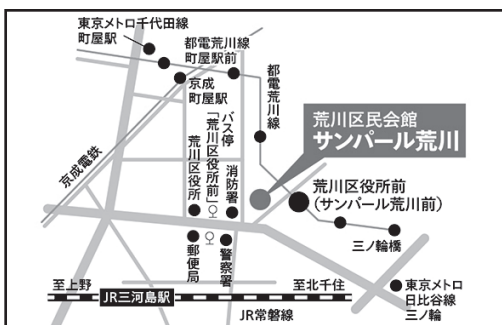 東京メトロ千代田線
町屋駅
都電荒川線
町屋駅前
京成
町屋駅
都電荒川線
京成電鉄
バス停
「荒川区役所前」
荒川区役所
消防署
荒川区民会館
サンパール荒川
荒川区役所前
(サンパール荒川前)
三ノ輪橋
郵便局
警察署
至上野
JR三河島駅
至北千住
JR常磐線
東京メトロ
日比谷線
三ノ輪